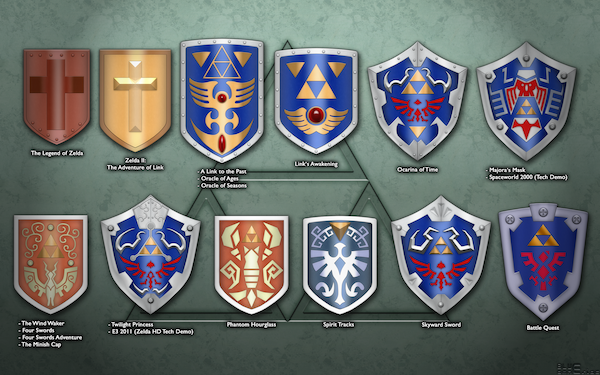 The Legend of Zelda
Zelda II:
The Adventure of Link
- A Link to the Past
- Oracle of Ages
- Oracle of Seasons
Link's Awakening
Ocarina of Time
- Majora's Mask
- Spaceworld 2000 (Tech Demo)
- The Wind Waker
- Four Swords
- Four Swords Adventure
- The Minish Cap
- Twilight Princess
- E3 2011 (Zelda HD Tech Demo)
Phantom Hourglass
Spirit Tracks
Skyward Sword
Battle Quest